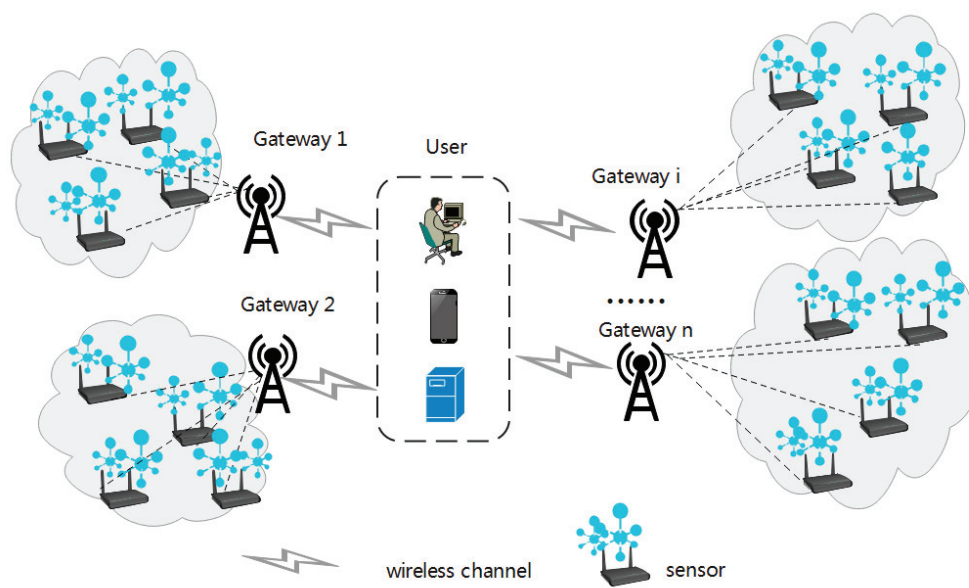 Gateway 1
User
Gateway i
Gateway 2
......
Gateway n
wireless channel
sensor